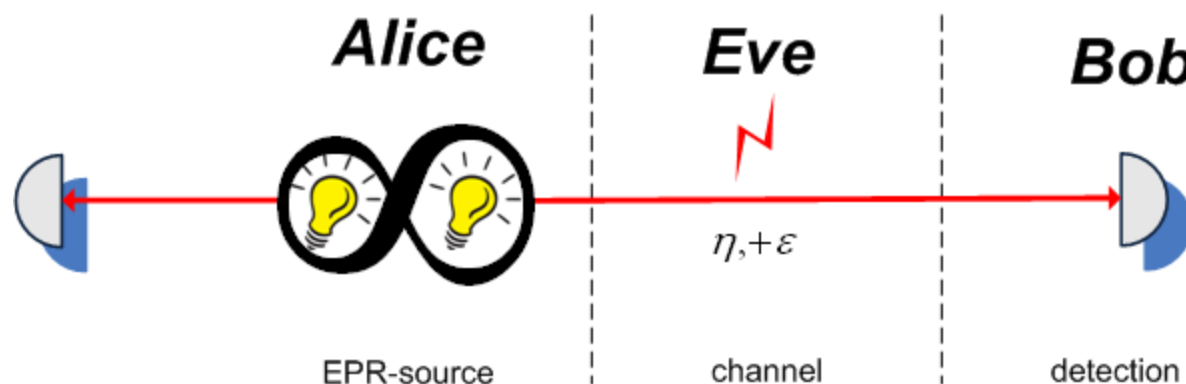 Alice
Eve
Bob
η,+ε
EPR-source
channel
detection